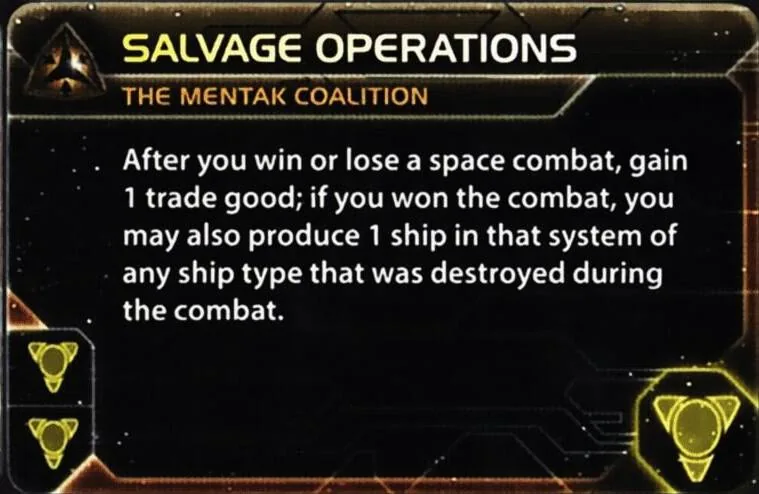 SALVAGE OPERATIONS
THE MENTAK COALITION
After you win or lose a space combat, gain
1 trade good; if you won the combat, you
may also produce 1 ship in that system of
any ship type that was destroyed during
the combat.